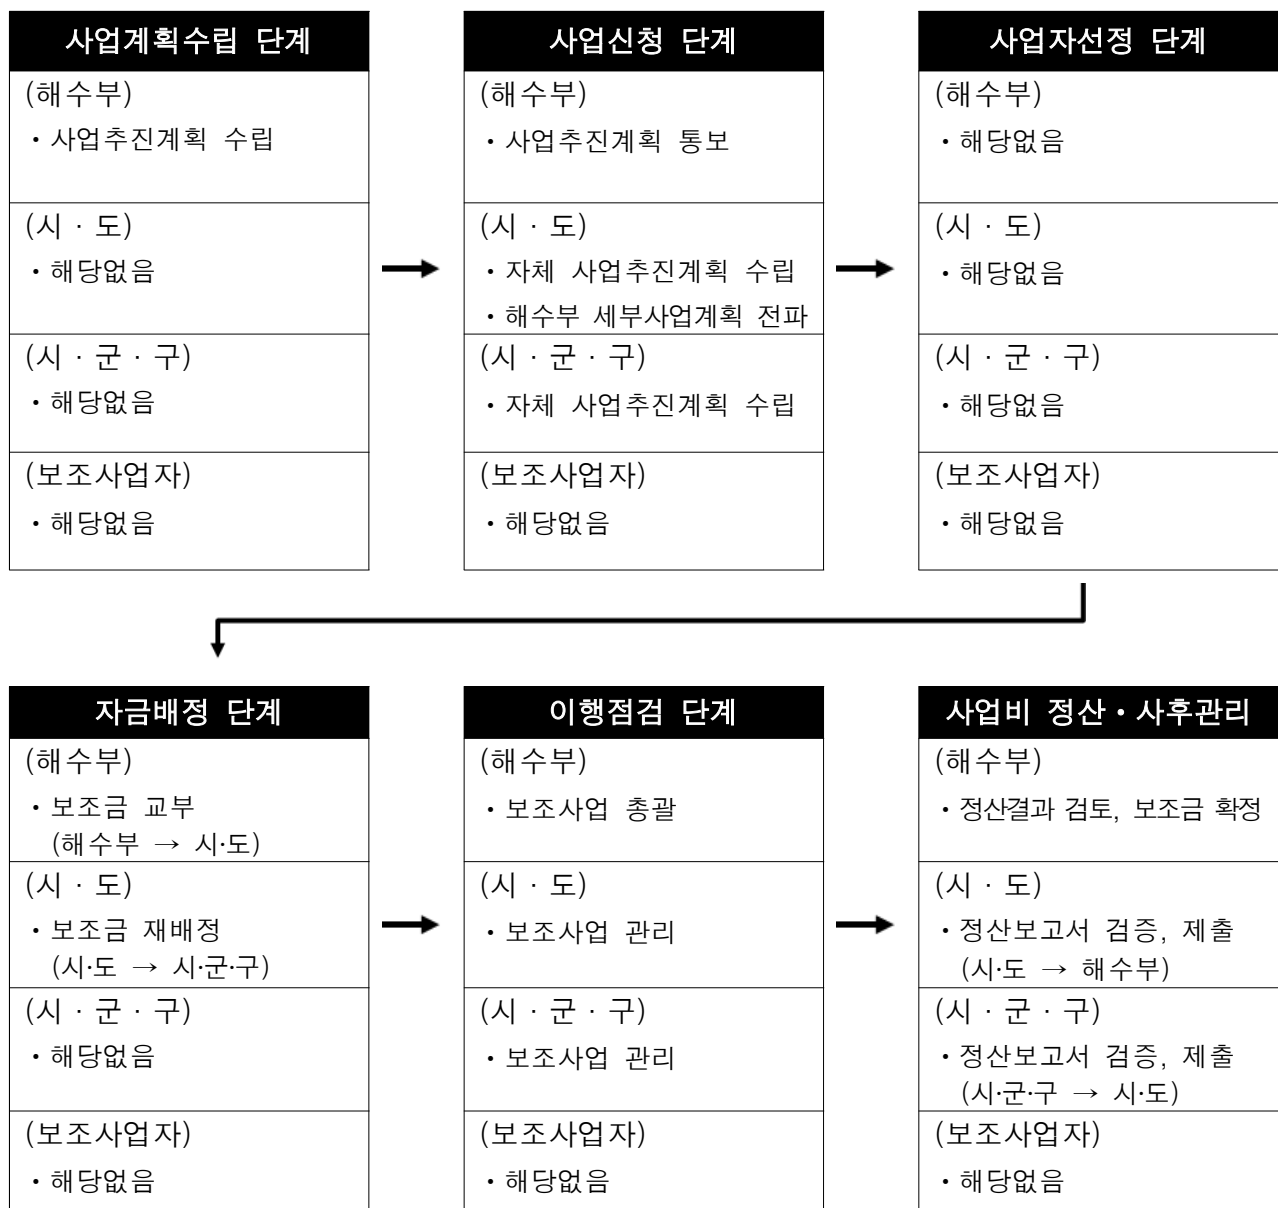 사업계획수립 단계
(해수부)
・사업추진계획 수립
(시 · 도)
・해당없음
(시 · 군 · 구)
・해당없음
(보조사업자)
・해당없음
사업신청 단계
(해수부)
・사업추진계획 통보
(시 · 도)
・자체 사업추진계획 수립
・해수부 세부사업계획 전파
(시 · 군 · 구)
・자체 사업추진계획 수립
(보조사업자)
・해당없음
사업자선정 단계
(해수부)
・해당없음
(시 · 도)
・해당없음
(시 · 군 · 구)
・해당없음
(보조사업자)
・해당없음
자금배정 단계
(해수부)
・보조금 교부
(해수부 → 시·도)
(시 · 도)
・보조금 재배정
(시·도 → 시·군·구)
(시 · 군 · 구)
・해당없음
(보조사업자)
・해당없음
이행점검 단계
(해수부)
・보조사업 총괄
(시 · 도)
・보조사업 관리
(시 · 군 · 구)
・보조사업 관리
(보조사업자)
・해당없음
사업비 정산・사후관리
(해수부)
・정산결과 검토, 보조금 확정
(시 · 도)
・정산보고서 검증, 제출
(시·도 → 해수부)
(시 · 군 · 구)
・정산보고서 검증, 제출
(시·군·구 → 시·도)
(보조사업자)
・해당없음